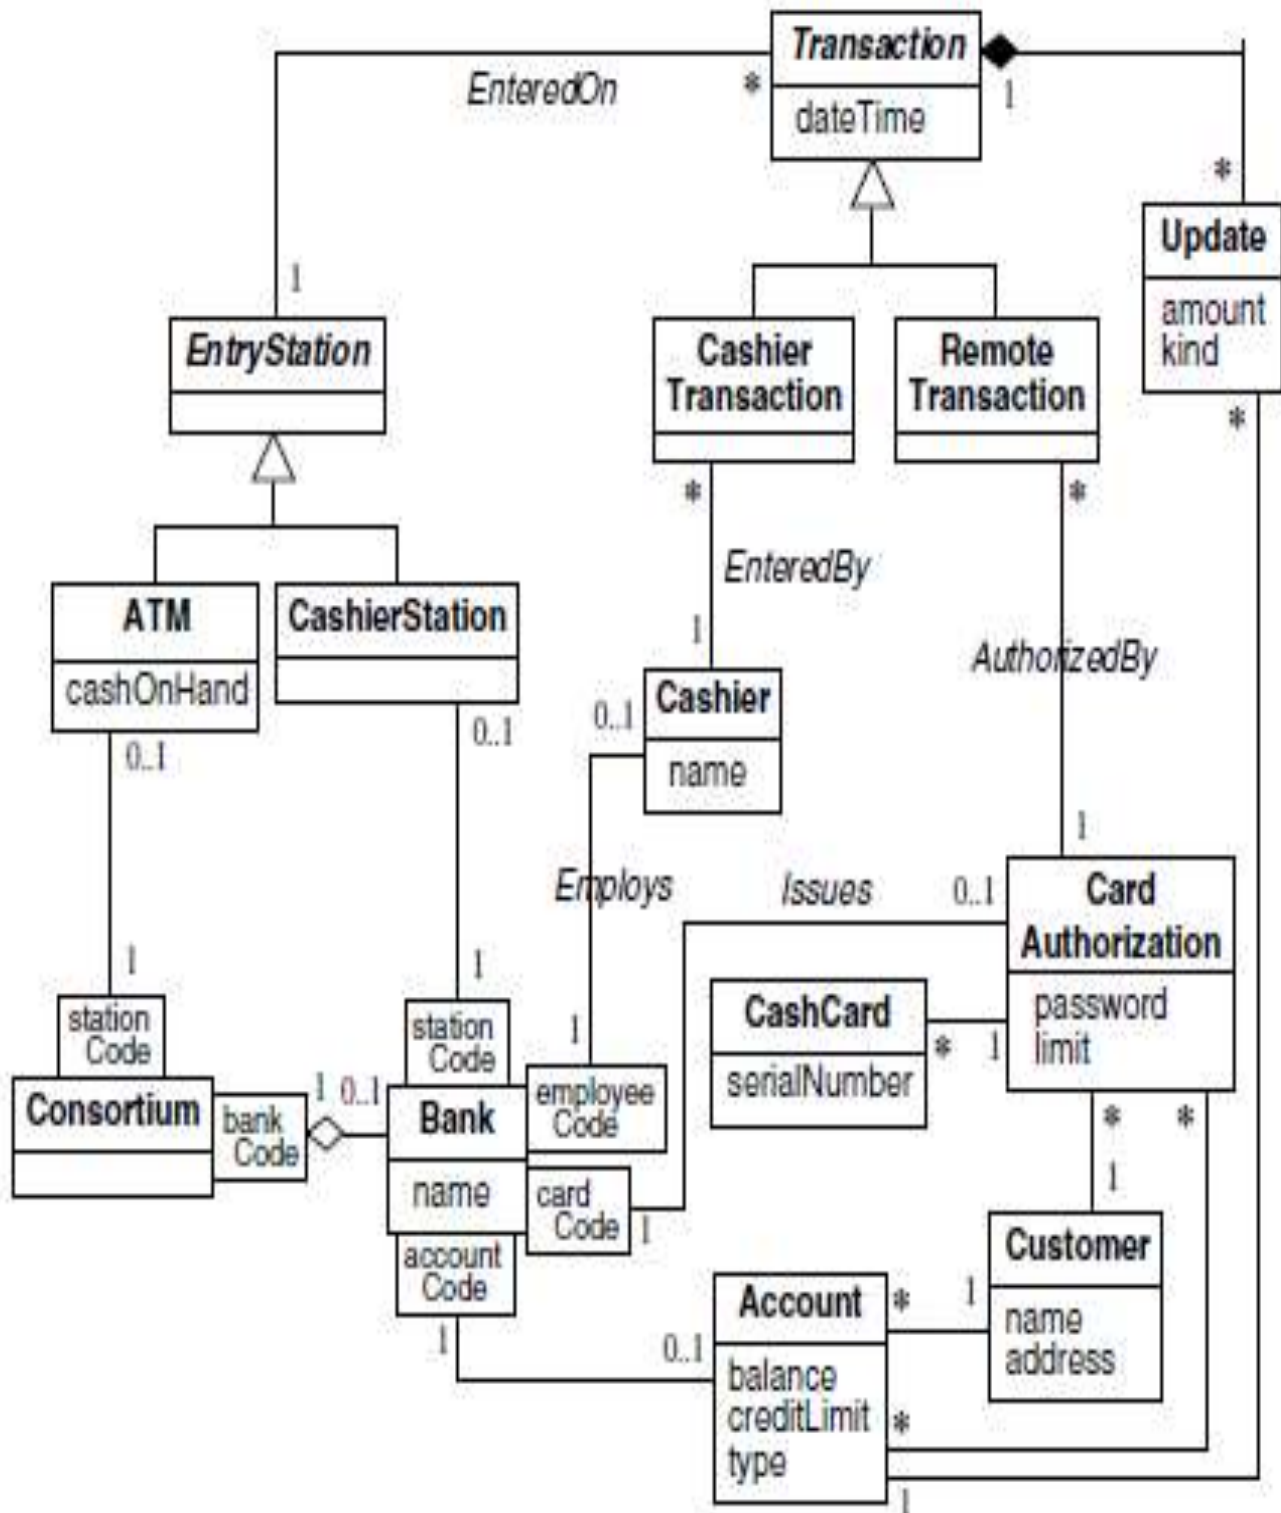 Transaction
dateTime
EnteredOn
*
1
*
1
Update
amount
kind
*
EntryStation
Cashier
Transaction
Remote
Transaction
*
*
EnteredBy
1
AuthorizedBy
1
ATM
cashOnHand
CashierStation
0..1
0..1
Cashier
name
0..1
Employs
Issues
0..1
Card
Authorization
password
limit
1
1
1
station
Code
station
Code
CashCard
serialNumber
*
1
Consortium
bank
Code
1
0..1
Bank
name
employee
Code
card
Code
1
account
Code
1
*
*
1
Customer
name
address
Account
balance
creditLimit
type
*
1
0..1
*
1